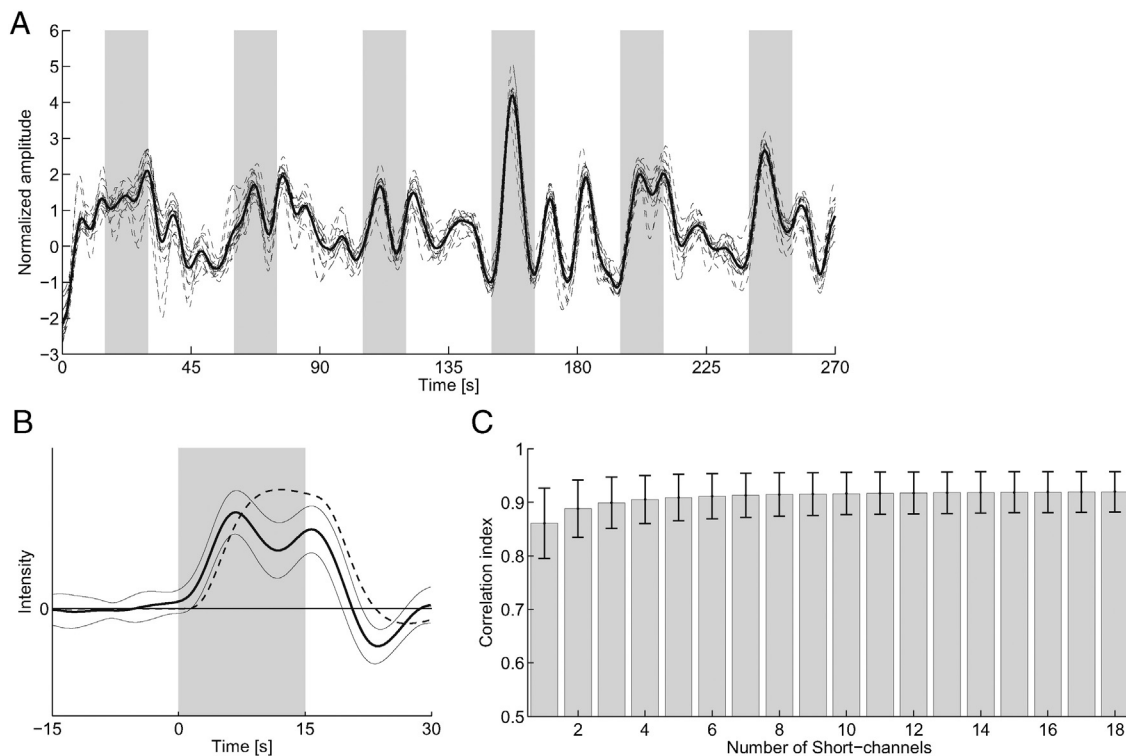 A
6
5
4
3
2
1
0
−1
−2
−3
Normalized amplitude
0 45 90 135 180 225 270
Time [s]
B
Intensity
0
−15 0 15 30
Time [s]
C
1
0.9
0.8
0.7
0.6
0.5
Correlation index
2 4 6 8 10 12 14 16 18
Number of Short−channels